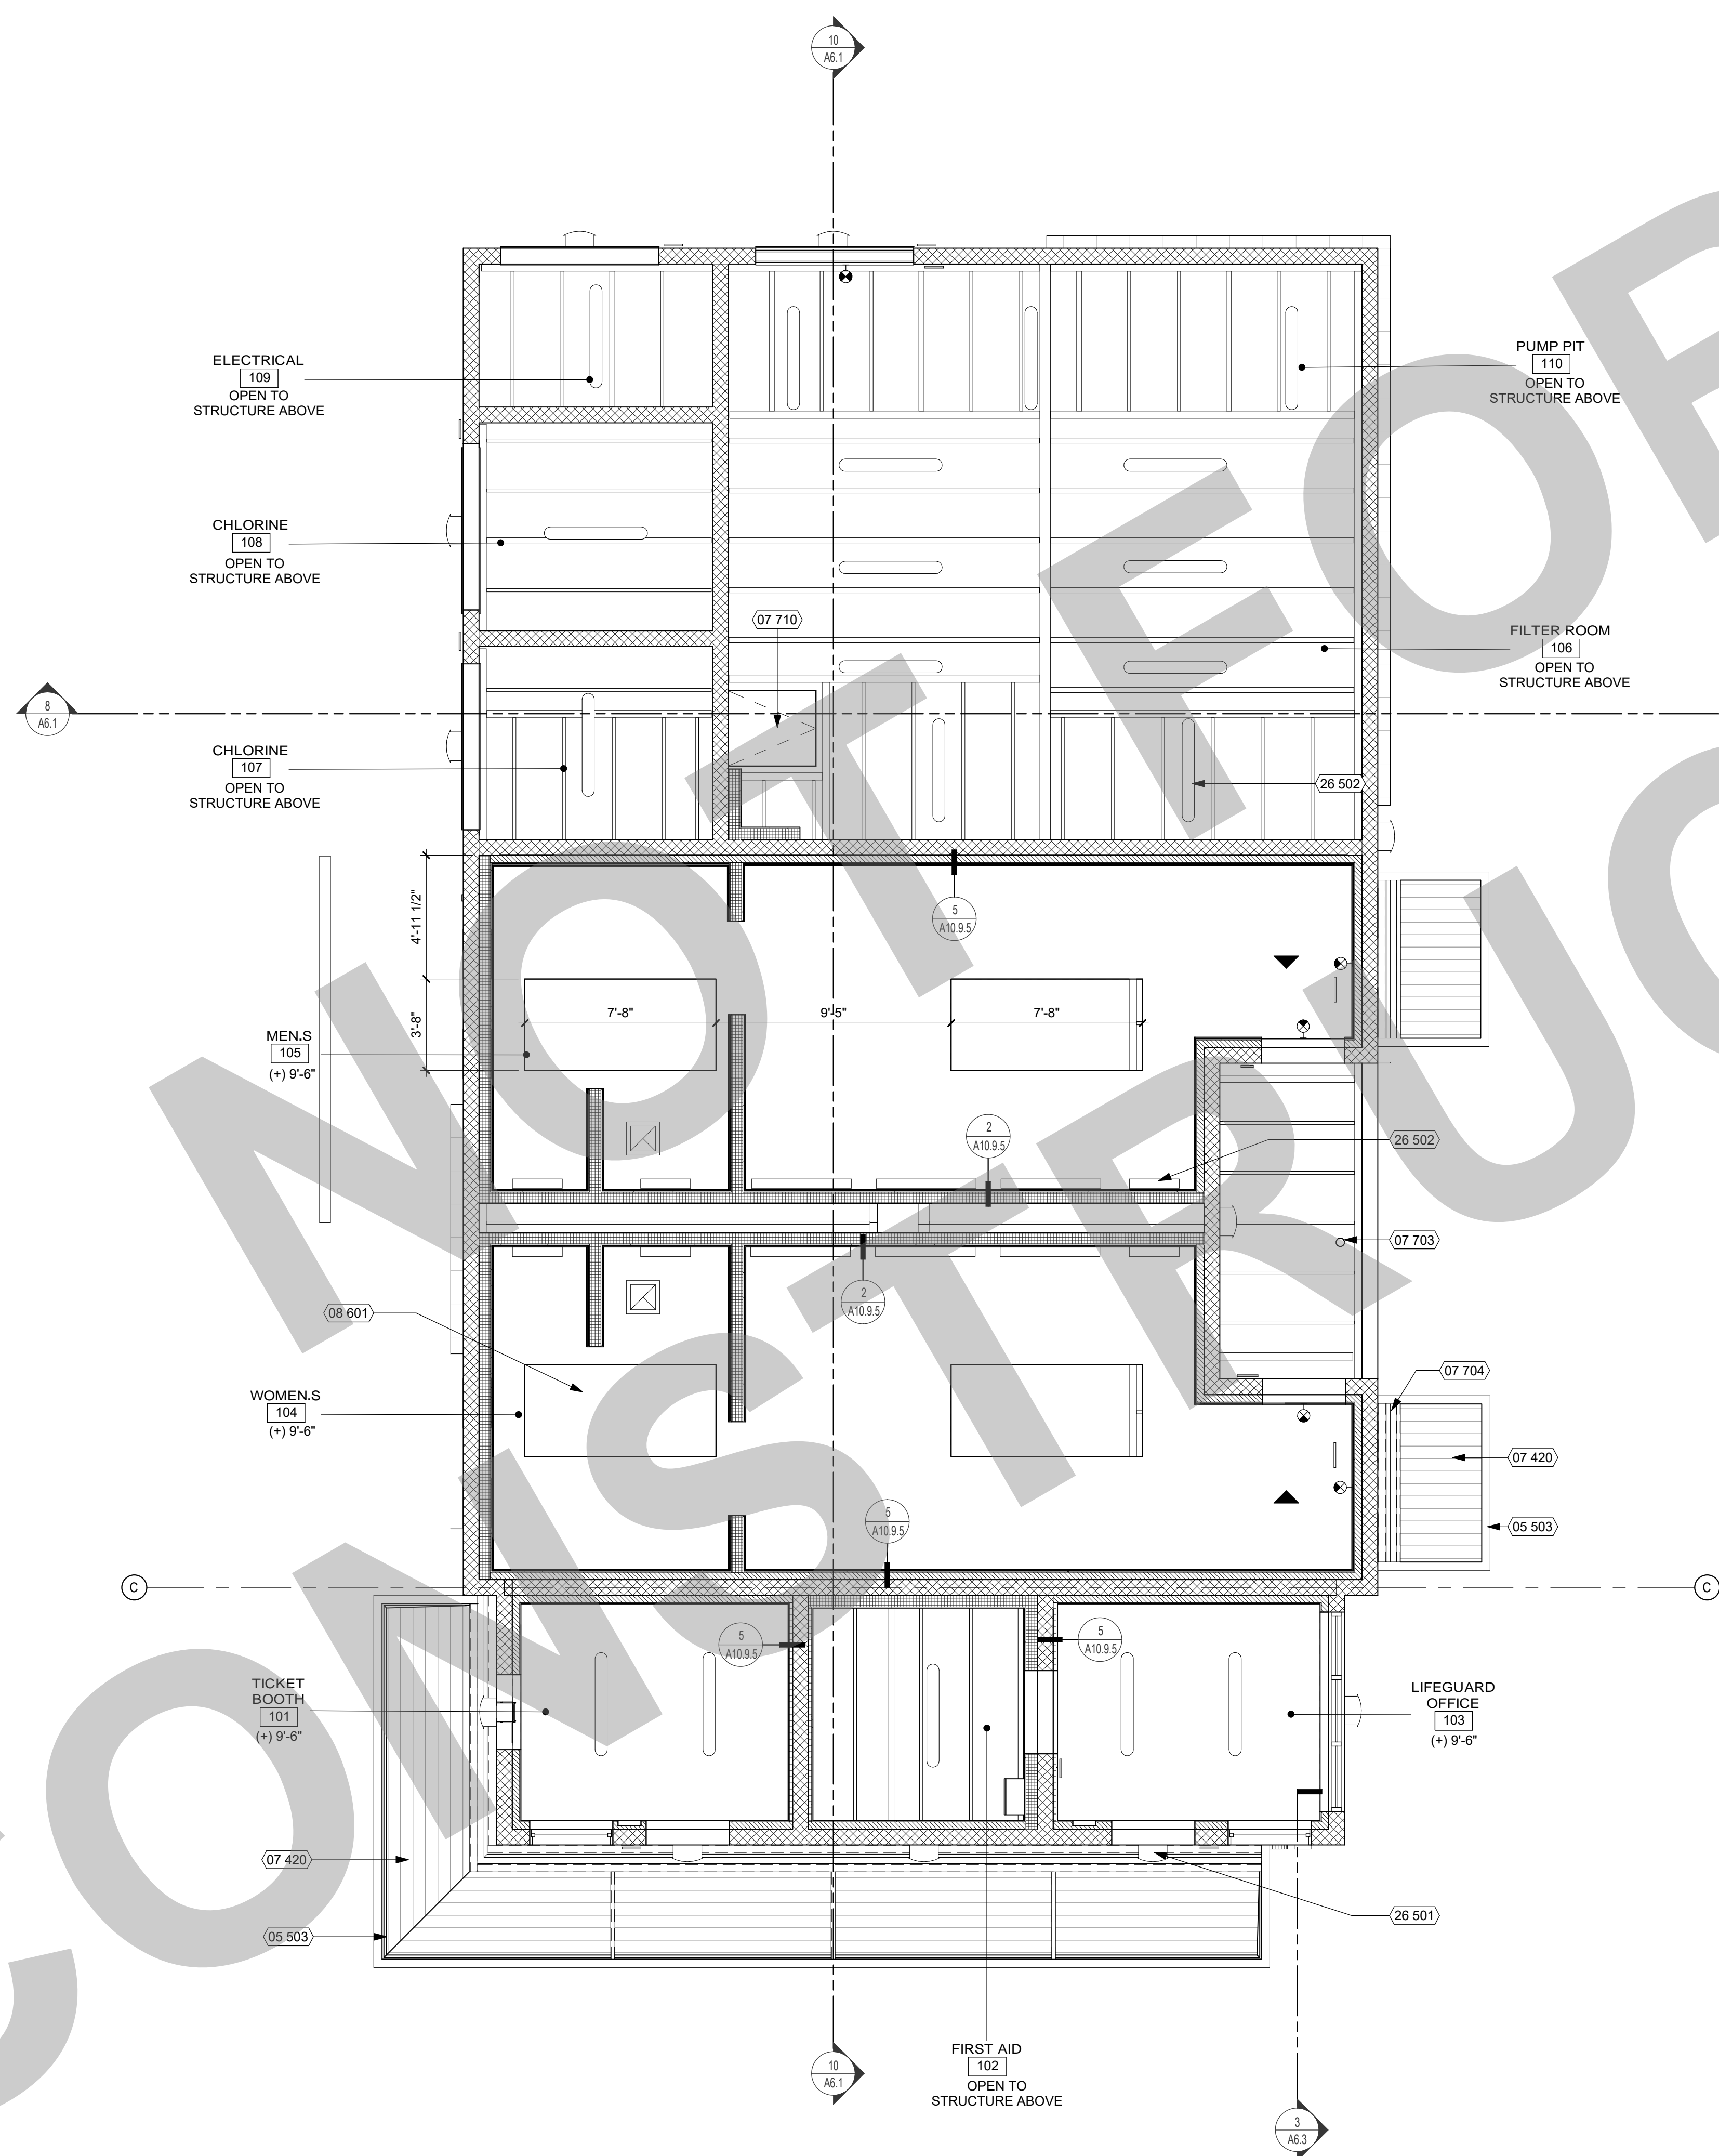 10
A6.1
ELECTRICAL
109
OPEN TO
STRUCTURE ABOVE
PUMP PIT
110
OPEN TO
STRUCTURE ABOVE
CHLORINE
108
OPEN TO
STRUCTURE ABOVE
07 710
FILTER ROOM
106
OPEN TO
STRUCTURE ABOVE
8
A6.1
CHLORINE
107
OPEN TO
STRUCTURE ABOVE
26 502
4'-11 1/2"
5
A10.9.5
3'-8"
7'-8"
9'-5"
7'-8"
MEN.S
105
(+) 9'-6"
2
A10.9.5
26 502
07 703
2
A10.9.5
08 601
07 704
WOMEN.S
104
(+) 9'-6"
07 420
5
A10.9.5
05 503
C
C
5
A10.9.5
5
A10.9.5
TICKET
BOOTH
101
(+) 9'-6"
LIFEGUARD
OFFICE
103
(+) 9'-6"
07 420
26 501
05 503
FIRST AID
102
OPEN TO
STRUCTURE ABOVE
10
A6.1
3
A6.3
NOT FOR
CONSTRUC